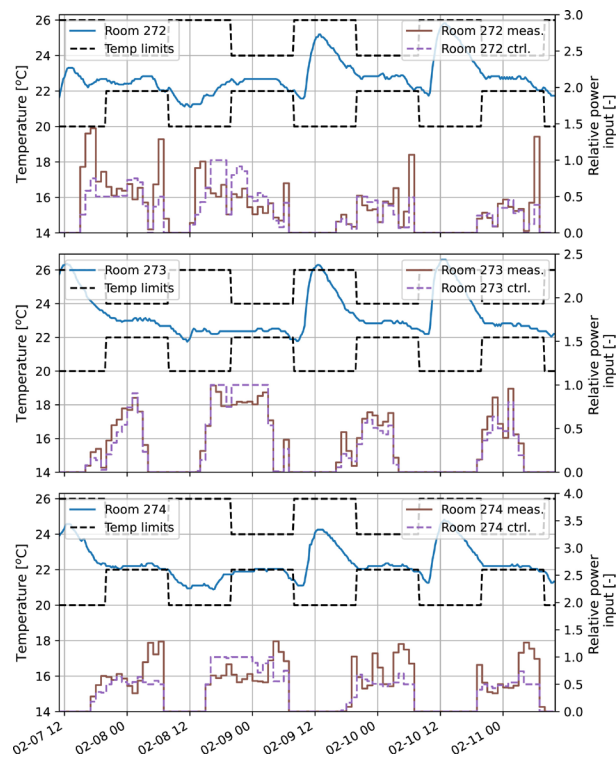 26
24
22
20
18
16
14
Temperature [°C]
Room 272
Temp limits
Room 272 meas.
Room 272 ctrl.
3.0
2.5
2.0
1.5
1.0
0.5
0.0
Relative power
input [-]
26
24
22
20
18
16
14
Temperature [°C]
Room 273
Temp limits
Room 273 meas.
Room 273 ctrl.
2.5
2.0
1.5
1.0
0.5
0.0
Relative power
input [-]
26
24
22
20
18
16
14
Temperature [°C]
Room 274
Temp limits
Room 274 meas.
Room 274 ctrl.
4.0
3.5
3.0
2.5
2.0
1.5
1.0
0.5
0.0
Relative power
input [-]
02-07 12
02-08 00
02-08 12
02-09 00
02-09 12
02-10 00
02-10 12
02-11 00